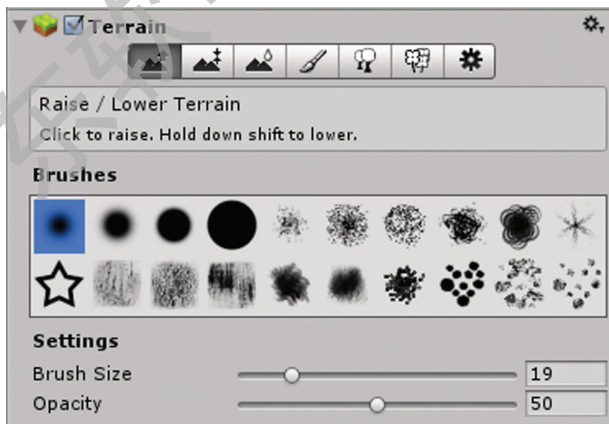 Terrain
Raise / Lower Terrain
Click to raise. Hold down shift to lower.
Brushes
Settings
Brush Size 19
Opacity 50